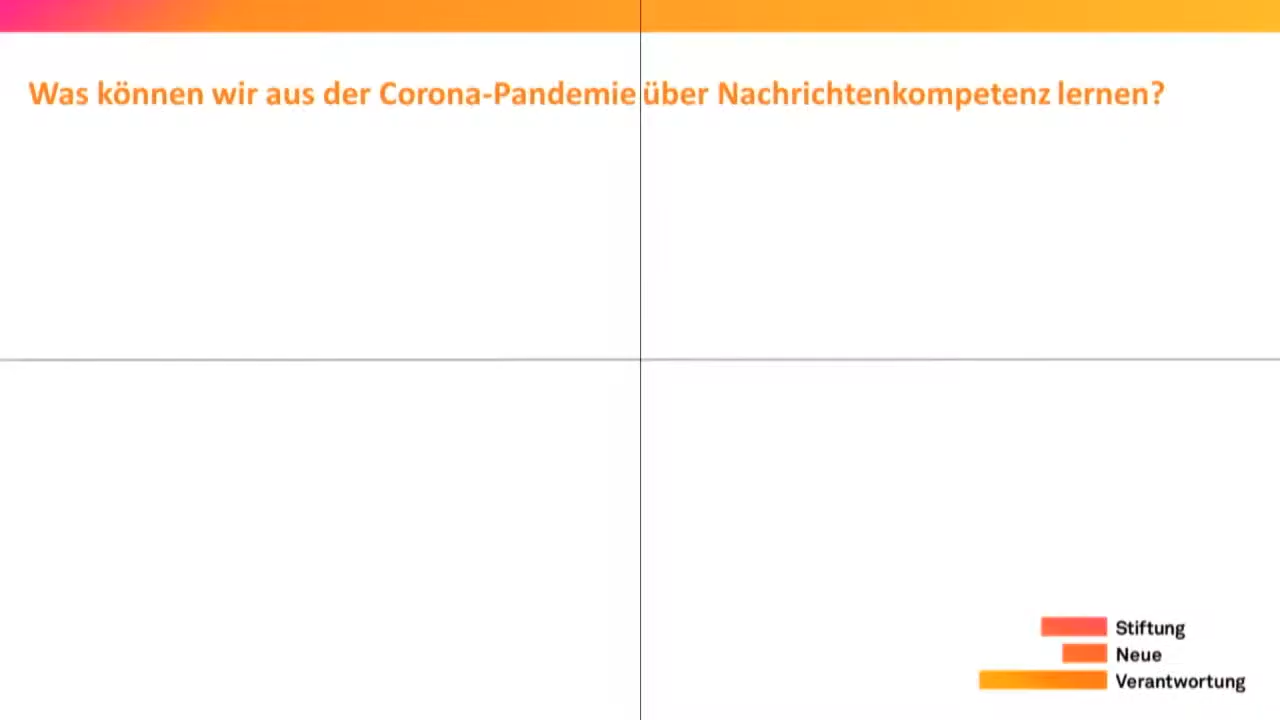 Was können wir aus der Corona-Pandemie über Nachrichtenkompetenz lernen?
Stiftung
Neue
Verantwortung